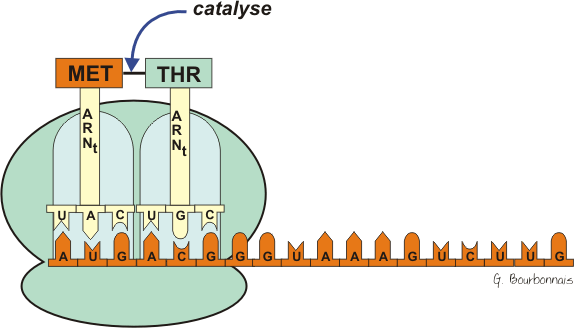 catalyse
MET THR
ARNt ARNt
U A C U G C
A U G A C G G G U A A A G U C U U G
G. Bourbonnais